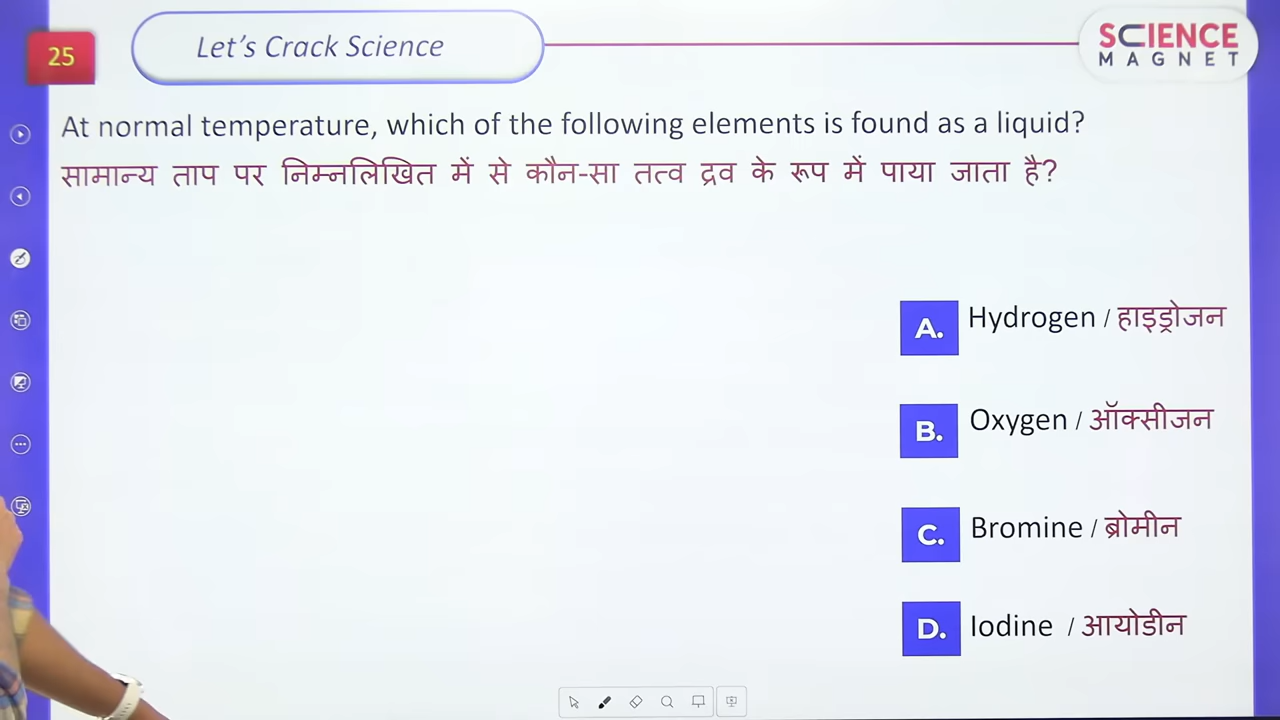 25
Let's Crack Science
SCIENCE
MAGNET
At normal temperature, which of the following elements is found as a liquid?
सामान्य ताप पर निम्नलिखित में से कौन-सा तत्व द्रव के रूप में पाया जाता है?
A. Hydrogen / हाइड्रोजन
B. Oxygen / ऑक्सीजन
C. Bromine / ब्रोमीन
D. Iodine / आयोडीन